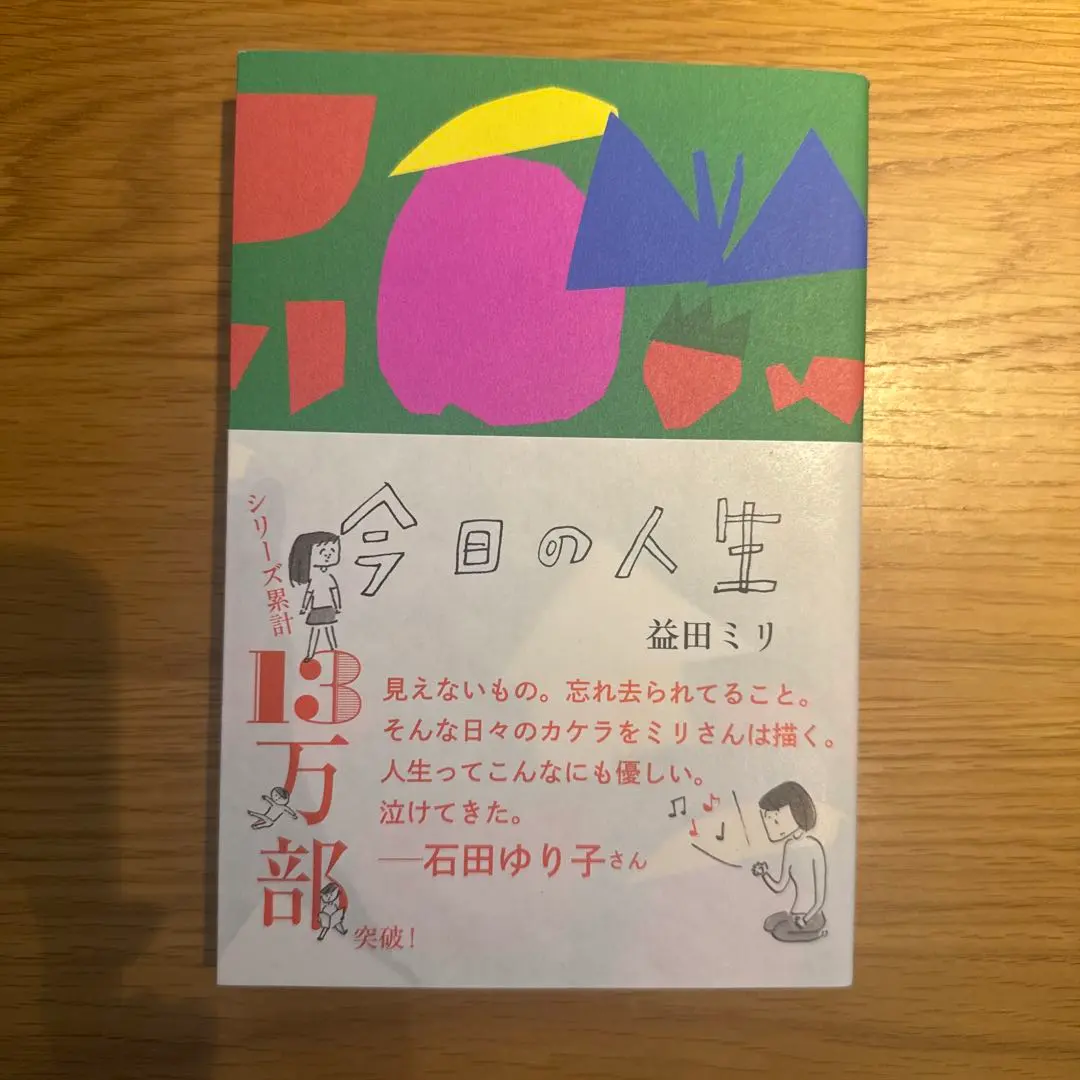 今日の人生
益田ミリ
シリーズ累計
13万部
突破!
見えないもの。忘れ去られてること。
そんな日々のカケラをミリさんは描く。
人生ってこんなにも優しい。
泣けてきた。
──石田ゆり子さん